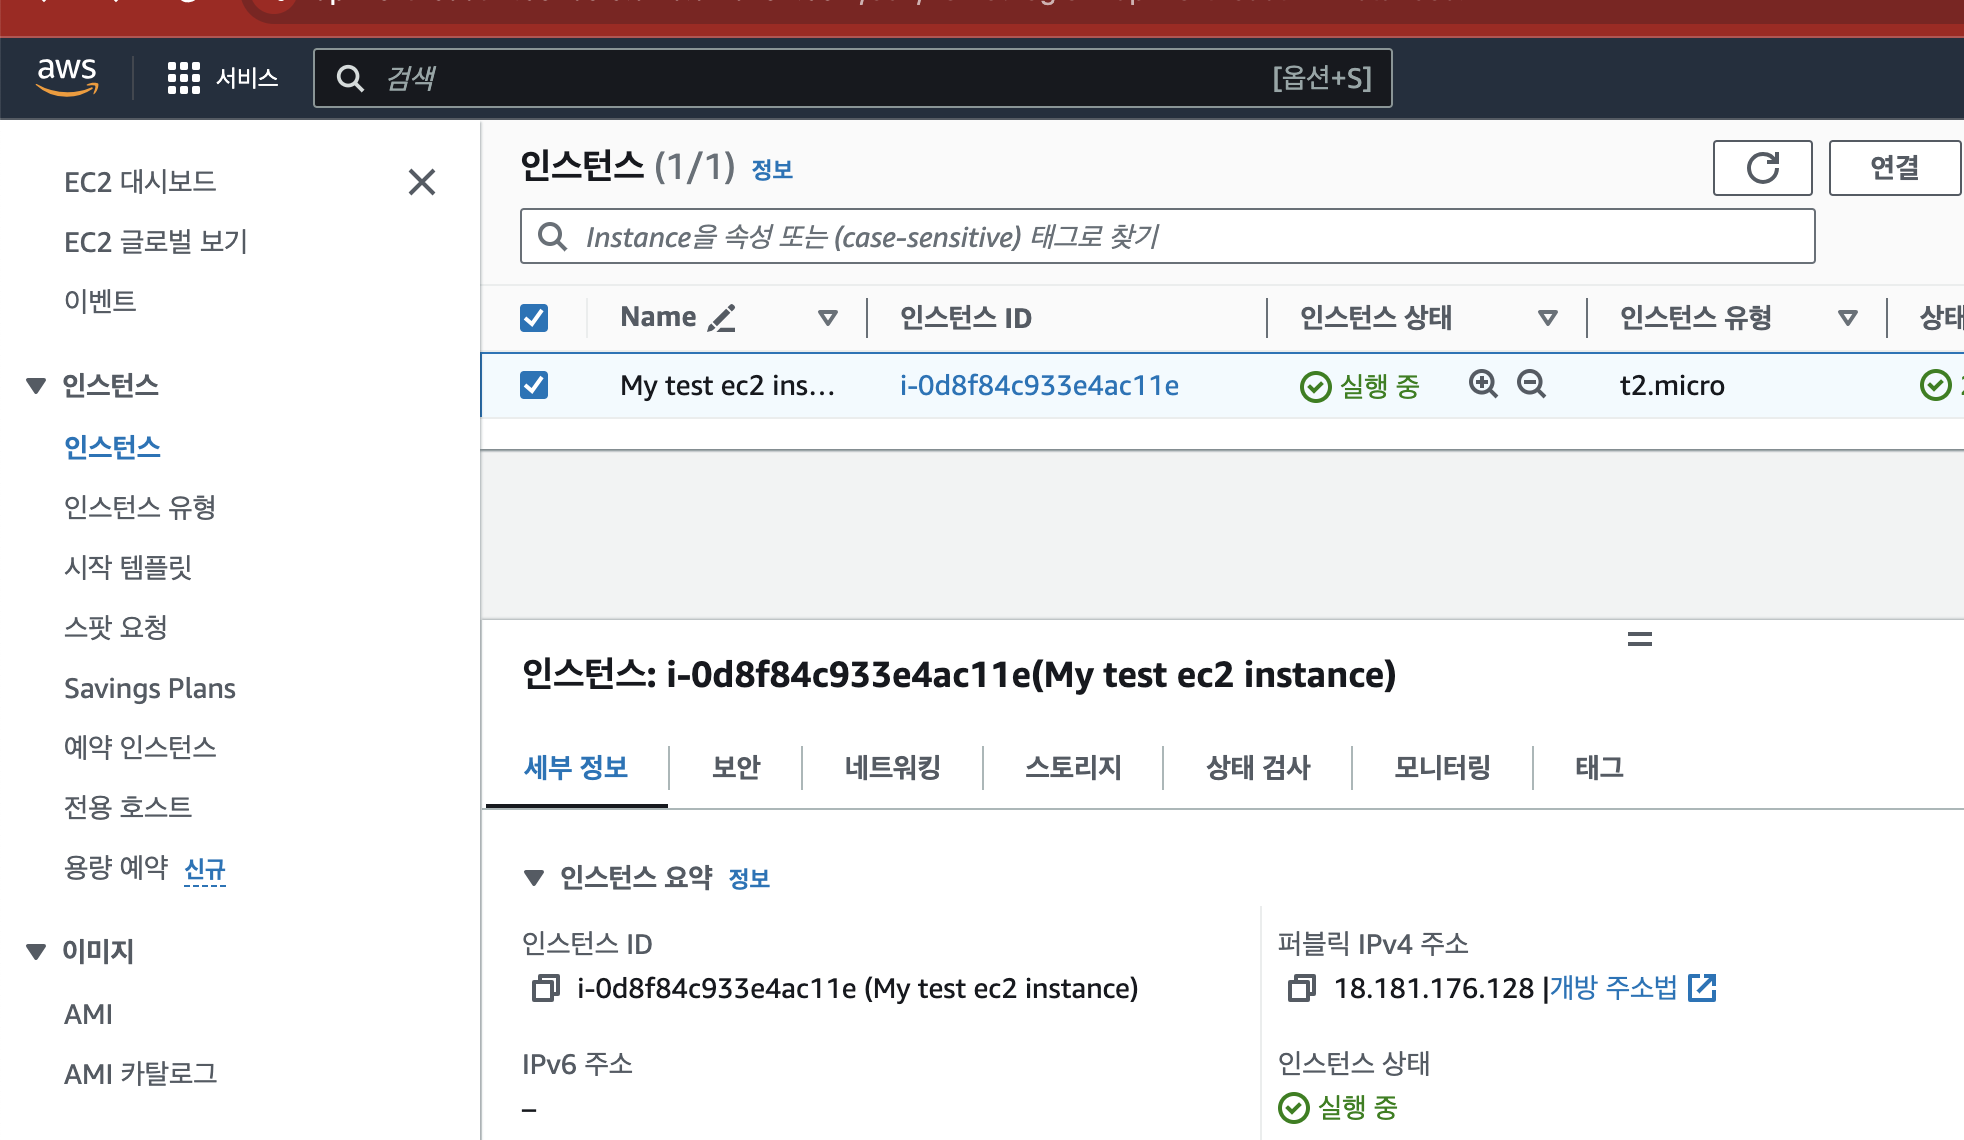 aws
서비스
검색
[옵션+S]
EC2 대시보드
EC2 글로벌 보기
이벤트
인스턴스
인스턴스
인스턴스 유형
시작 템플릿
스팟 요청
Savings Plans
예약 인스턴스
전용 호스트
용량 예약 신규
이미지
AMI
AMI 카탈로그
인스턴스 (1/1) 정보
연결
Instance을 속성 또는 (case-sensitive) 태그로 찾기
Name 인스턴스 ID 인스턴스 상태 인스턴스 유형 상태
My test ec2 ins... i-0d8f84c933e4ac11e 실행 중 t2.micro
인스턴스: i-0d8f84c933e4ac11e(My test ec2 instance)
세부 정보 보안 네트워킹 스토리지 상태 검사 모니터링 태그
인스턴스 요약 정보
인스턴스 ID
i-0d8f84c933e4ac11e (My test ec2 instance)
퍼블릭 IPv4 주소
18.181.176.128 |개방 주소법
IPv6 주소
–
인스턴스 상태
실행 중